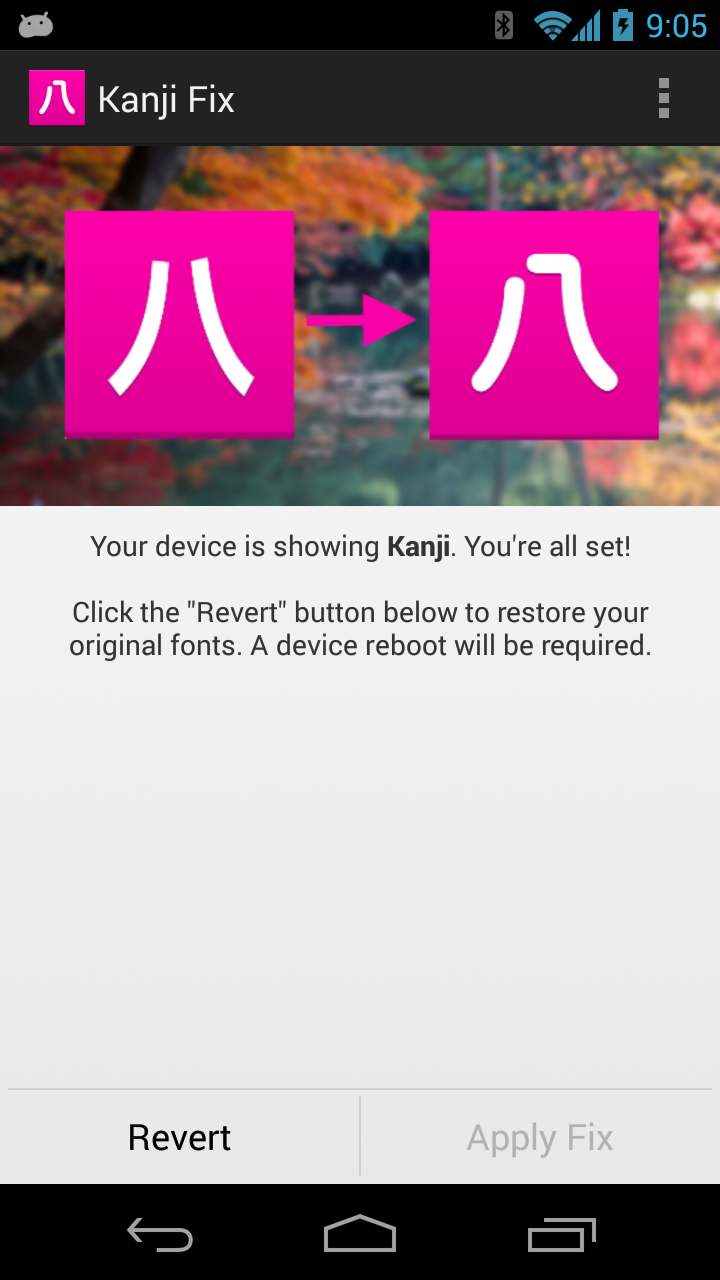 9:05
八 Kanji Fix
八 八
Your device is showing Kanji. You're all set!
Click the "Revert" button below to restore your
original fonts. A device reboot will be required.
Revert Apply Fix